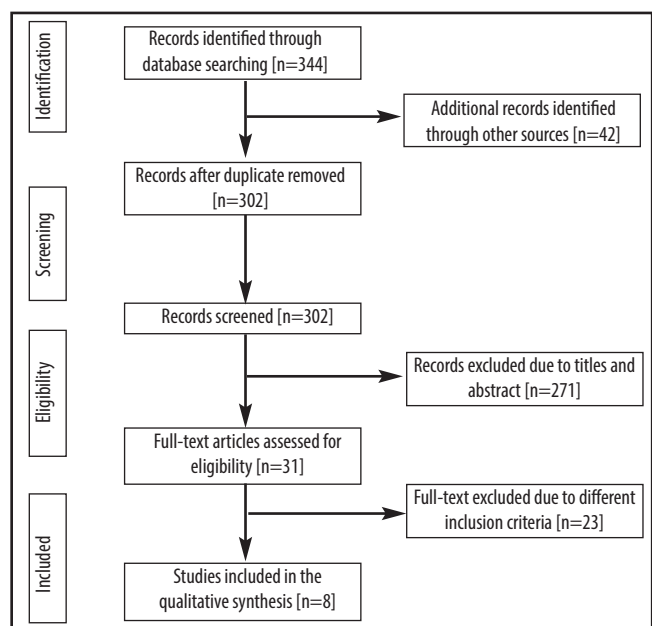 Identification
Records identified through
database searching [n=344]
Additional records identified
through other sources [n=42]
Records after duplicate removed
[n=302]
Screening
Records screened [n=302]
Eligibility
Records excluded due to titles and
abstract [n=271]
Full-text articles assessed for
eligibility [n=31]
Full-text excluded due to different
inclusion criteria [n=23]
Included
Studies included in the
qualitative synthesis [n=8]